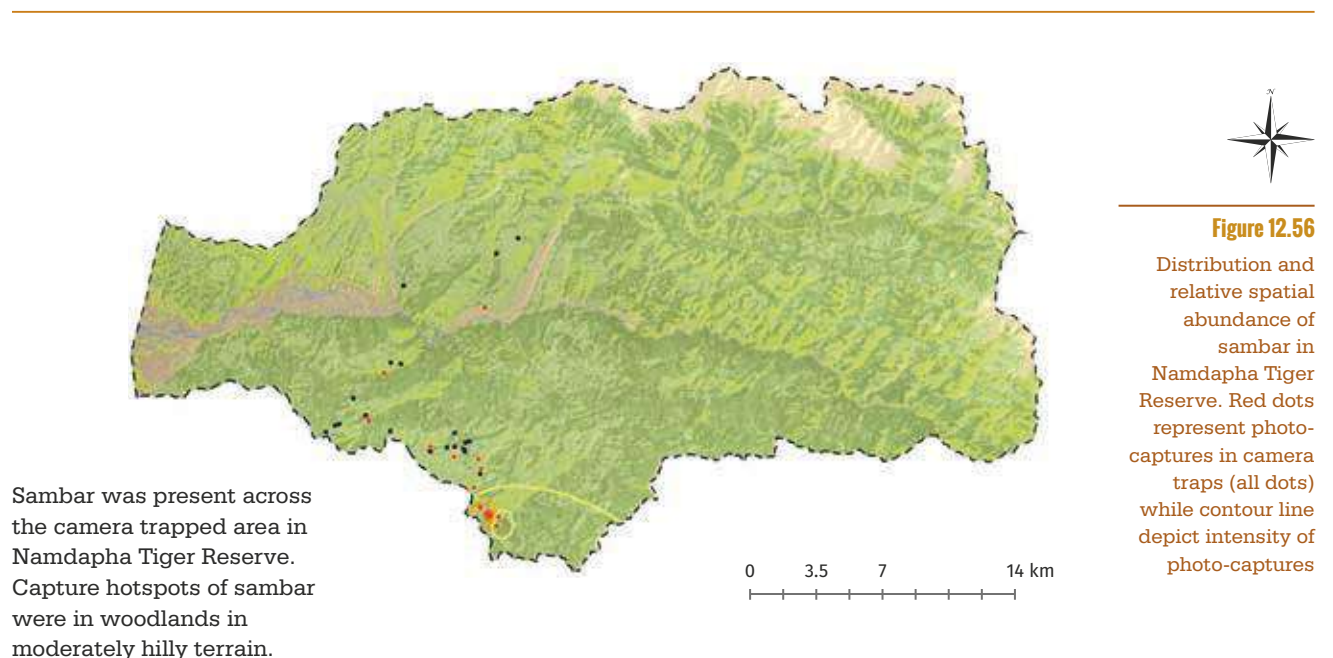 N
Figure 12.56
Distribution and
relative spatial
abundance of
sambar in
Namdapha Tiger
Reserve. Red dots
represent photo-
captures in camera
traps (all dots)
while contour line
depict intensity of
photo-captures
Sambar was present across
the camera trapped area in
Namdapha Tiger Reserve.
Capture hotspots of sambar
were in woodlands in
moderately hilly terrain.
0 3.5 7 14 km